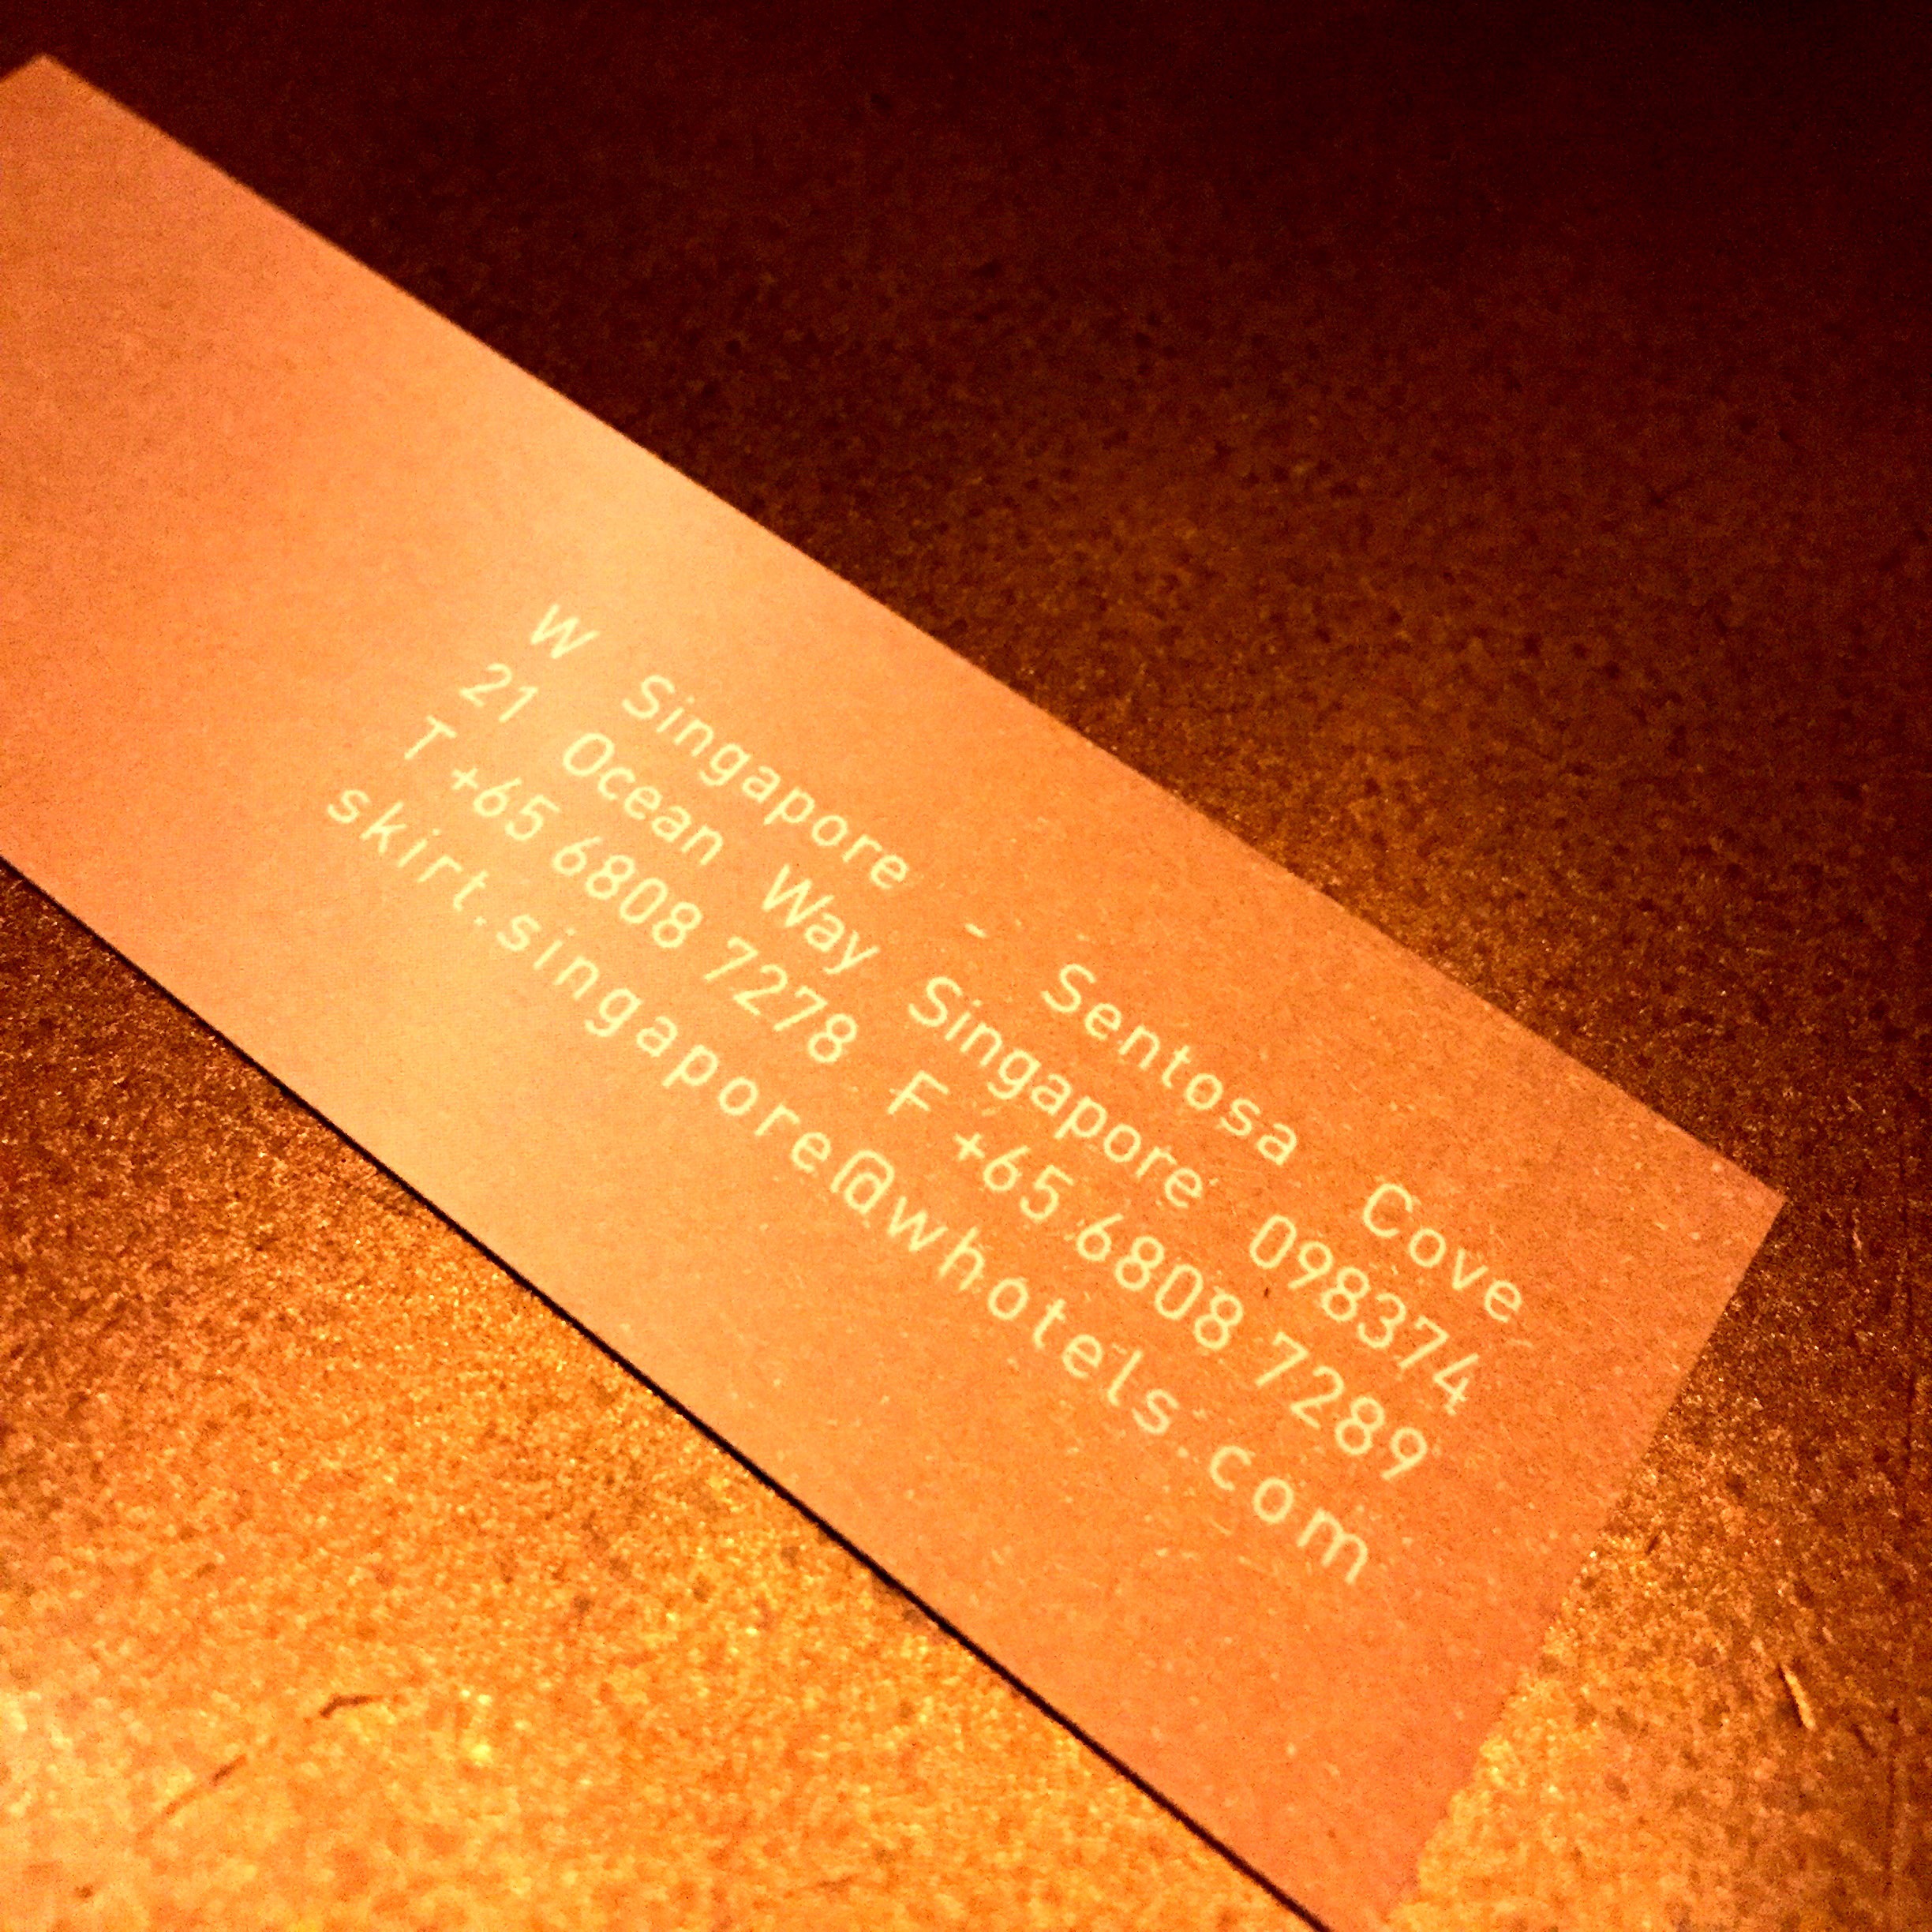 W Singapore - Sentosa Cove
21 Ocean Way Singapore 098374
T +65 6808 7278 F +65 6808 7289
skirt.singapore@whotels.com